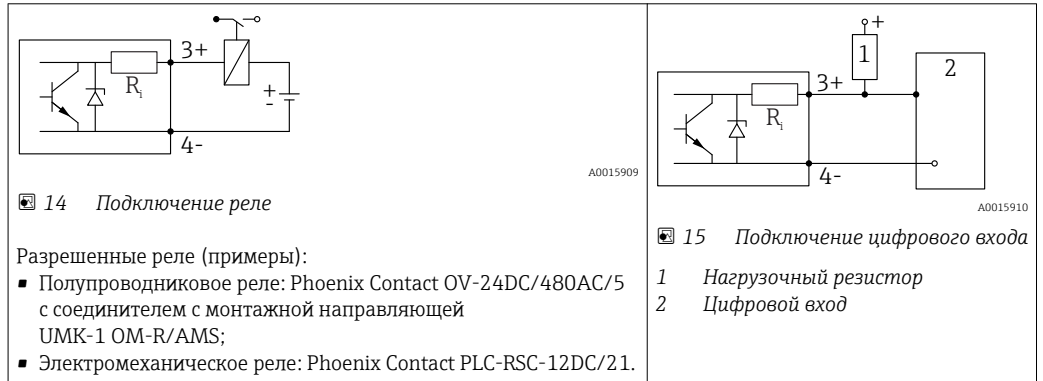 3+
R i
+
-
4-
A0015909
14 Подключение реле
Разрешенные реле (примеры):
▪ Полупроводниковое реле: Phoenix Contact OV-24DC/480AC/5
с соединителем с монтажной направляющей
UMK-1 OM-R/AMS;
▪ Электромеханическое реле: Phoenix Contact PLC-RSC-12DC/21.
+
1
2
3+
R i
4-
A0015910
15 Подключение цифрового входа
1 Нагрузочный резистор
2 Цифровой вход